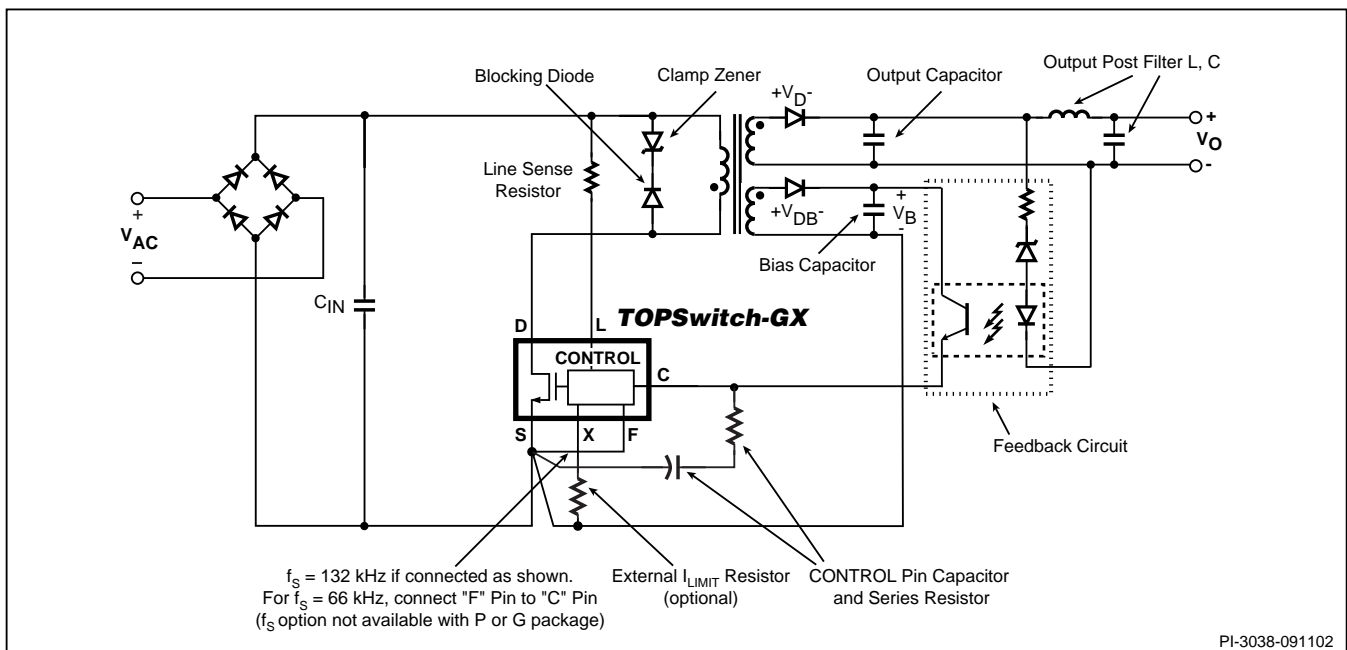 Blocking Diode
Clamp Zener
Output Capacitor
Output Post Filter L, C
+VD-
+
VO
-
Line Sense
Resistor
+
VAC
–
+VDB-
+
VB
-
Bias Capacitor
CIN
TOPSwitch-GX
D
L
CONTROL
C
S
X
F
Feedback Circuit
fS = 132 kHz if connected as shown.
For fS = 66 kHz, connect "F" Pin to "C" Pin
(fS option not available with P or G package)
External ILIMIT Resistor
(optional)
CONTROL Pin Capacitor
and Series Resistor
PI-3038-091102